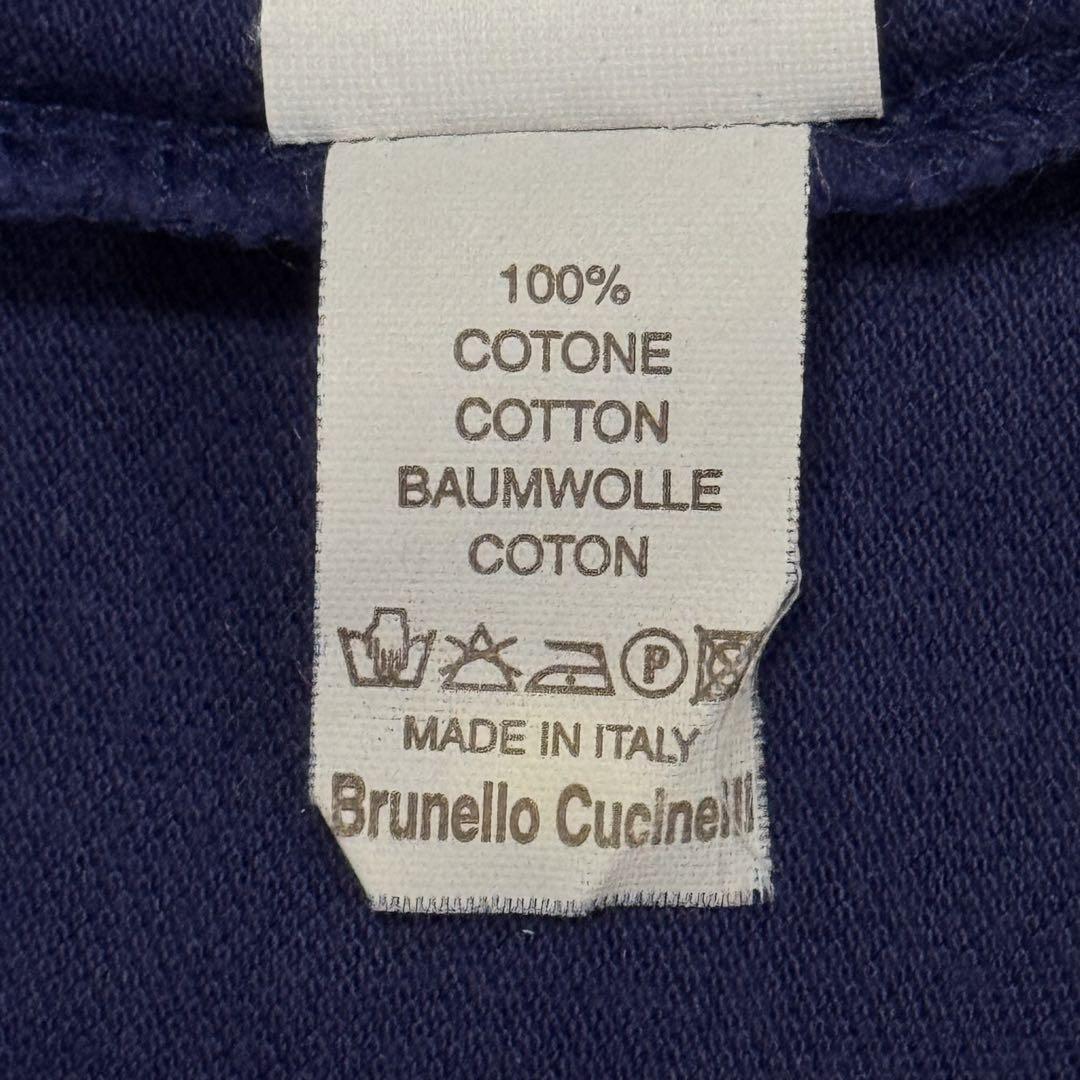 100%
COTONE
COTTON
BAUMWOLLE
COTON
P
MADE IN ITALY
Brunello Cucinelli